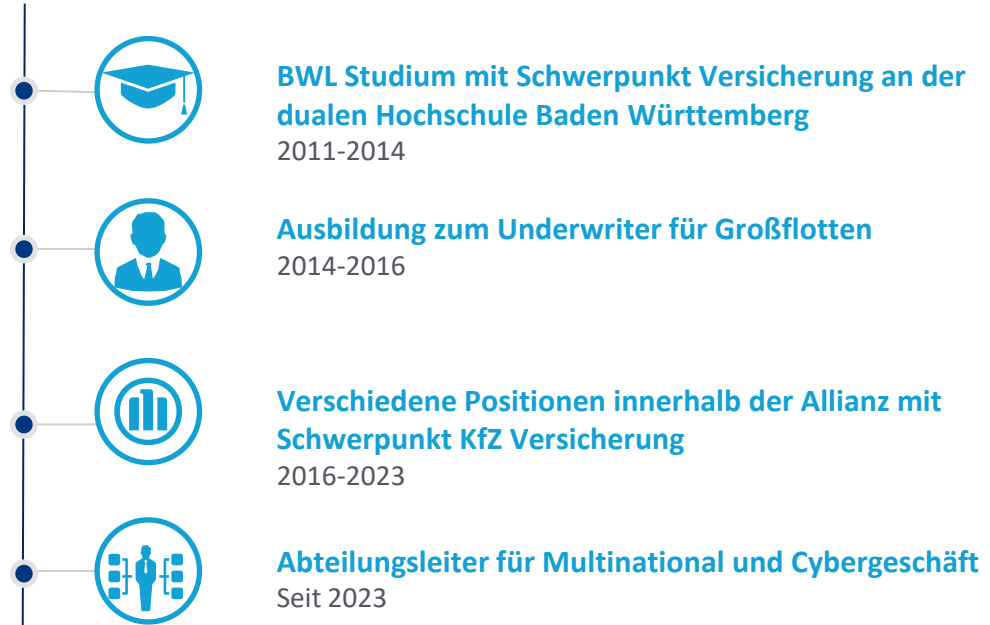 BWL Studium mit Schwerpunkt Versicherung an der
dualen Hochschule Baden Württemberg
2011-2014
Ausbildung zum Underwriter für Großflotten
2014-2016
Verschiedene Positionen innerhalb der Allianz mit
Schwerpunkt KfZ Versicherung
2016-2023
Abteilungsleiter für Multinational und Cybergeschäft
Seit 2023